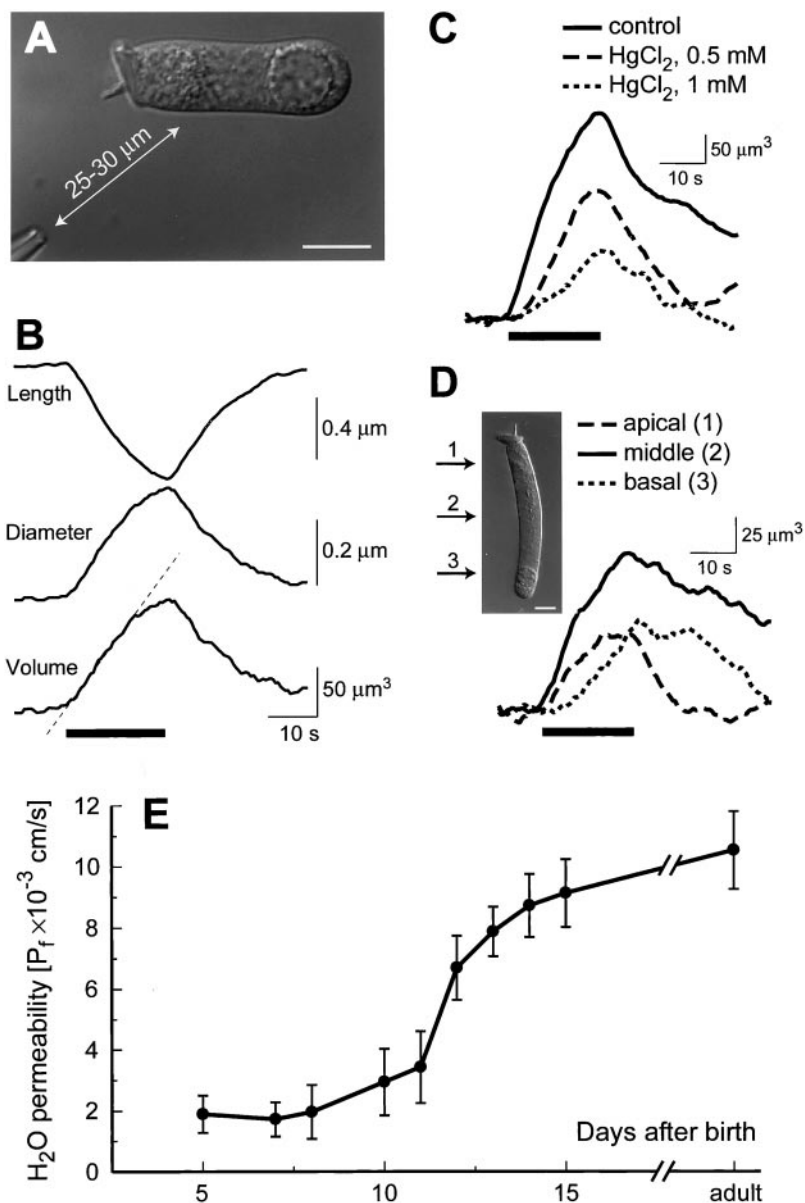 A
25-30 µm
B
Length
0.4 µm
Diameter
0.2 µm
Volume
50 µm³
10 s
C
control
HgCl₂, 0.5 mM
HgCl₂, 1 mM
50 µm³
10 s
D
1
2
3
apical (1)
middle (2)
basal (3)
25 µm³
10 s
E
H₂O permeability [P_f ×10⁻³ cm/s]
12
10
8
6
4
2
0
5
10
15
adult
Days after birth